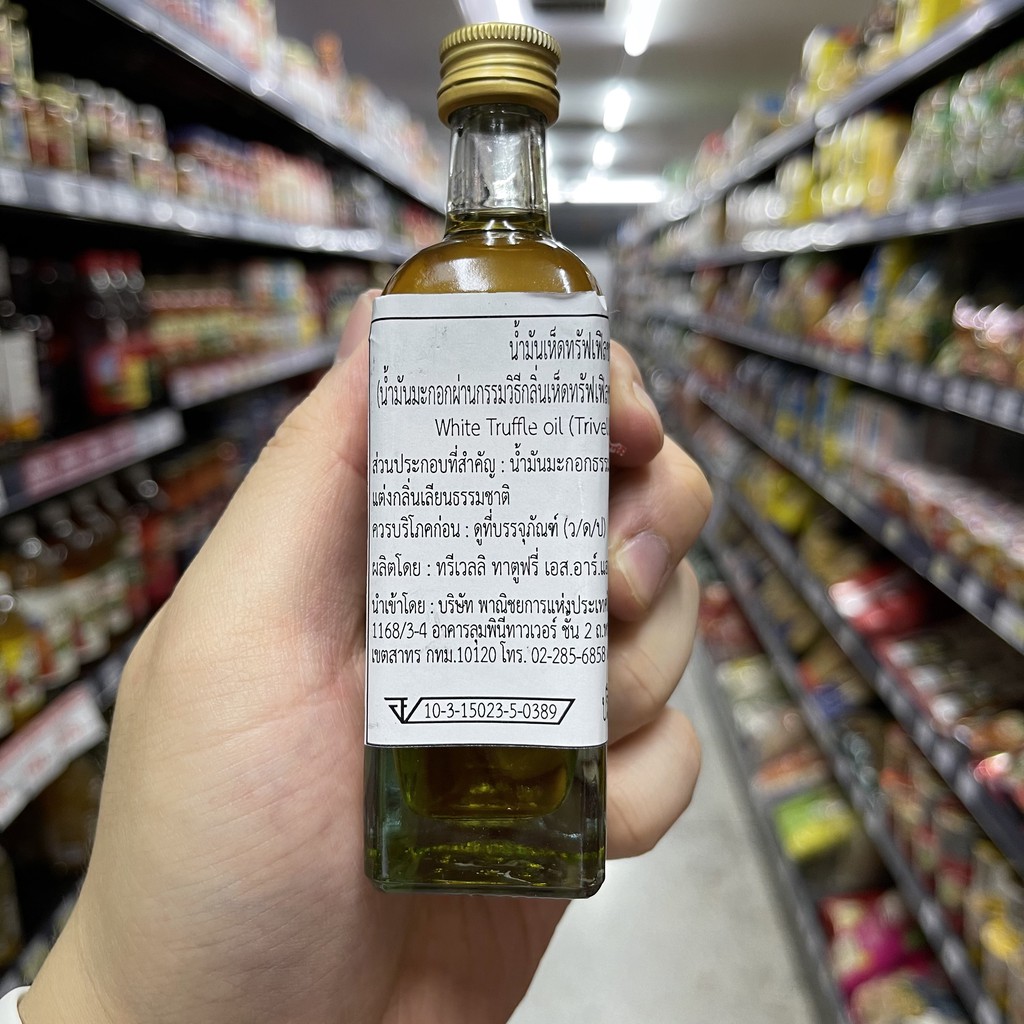 น้ำมันเห็ดทรัฟเฟิล
(น้ำมันมะกอกผ่านกรรมวิธีกลิ่นเห็ดทรัฟเฟิล
White Truffle oil (Trivel
ส่วนประกอบที่สำคัญ : น้ำมันมะกอกธรรม
แต่งกลิ่นเลียนธรรมชาติ
ควรบริโภคก่อน : ดูที่บรรจุภัณฑ์ (ว/ด/ป)
ผลิตโดย : ทรีเวลลิ ทาตูฟรี่ เอส.อาร์.แอ
นำเข้าโดย : บริษัท พาณิชยการแห่งประเทศ
1168/3-4 อาคารลุมพินีทาวเวอร์ ชั้น 2 ถ.พ
เขตสาทร กทม.10120 โทร. 02-285-6858
10-3-15023-5-0389